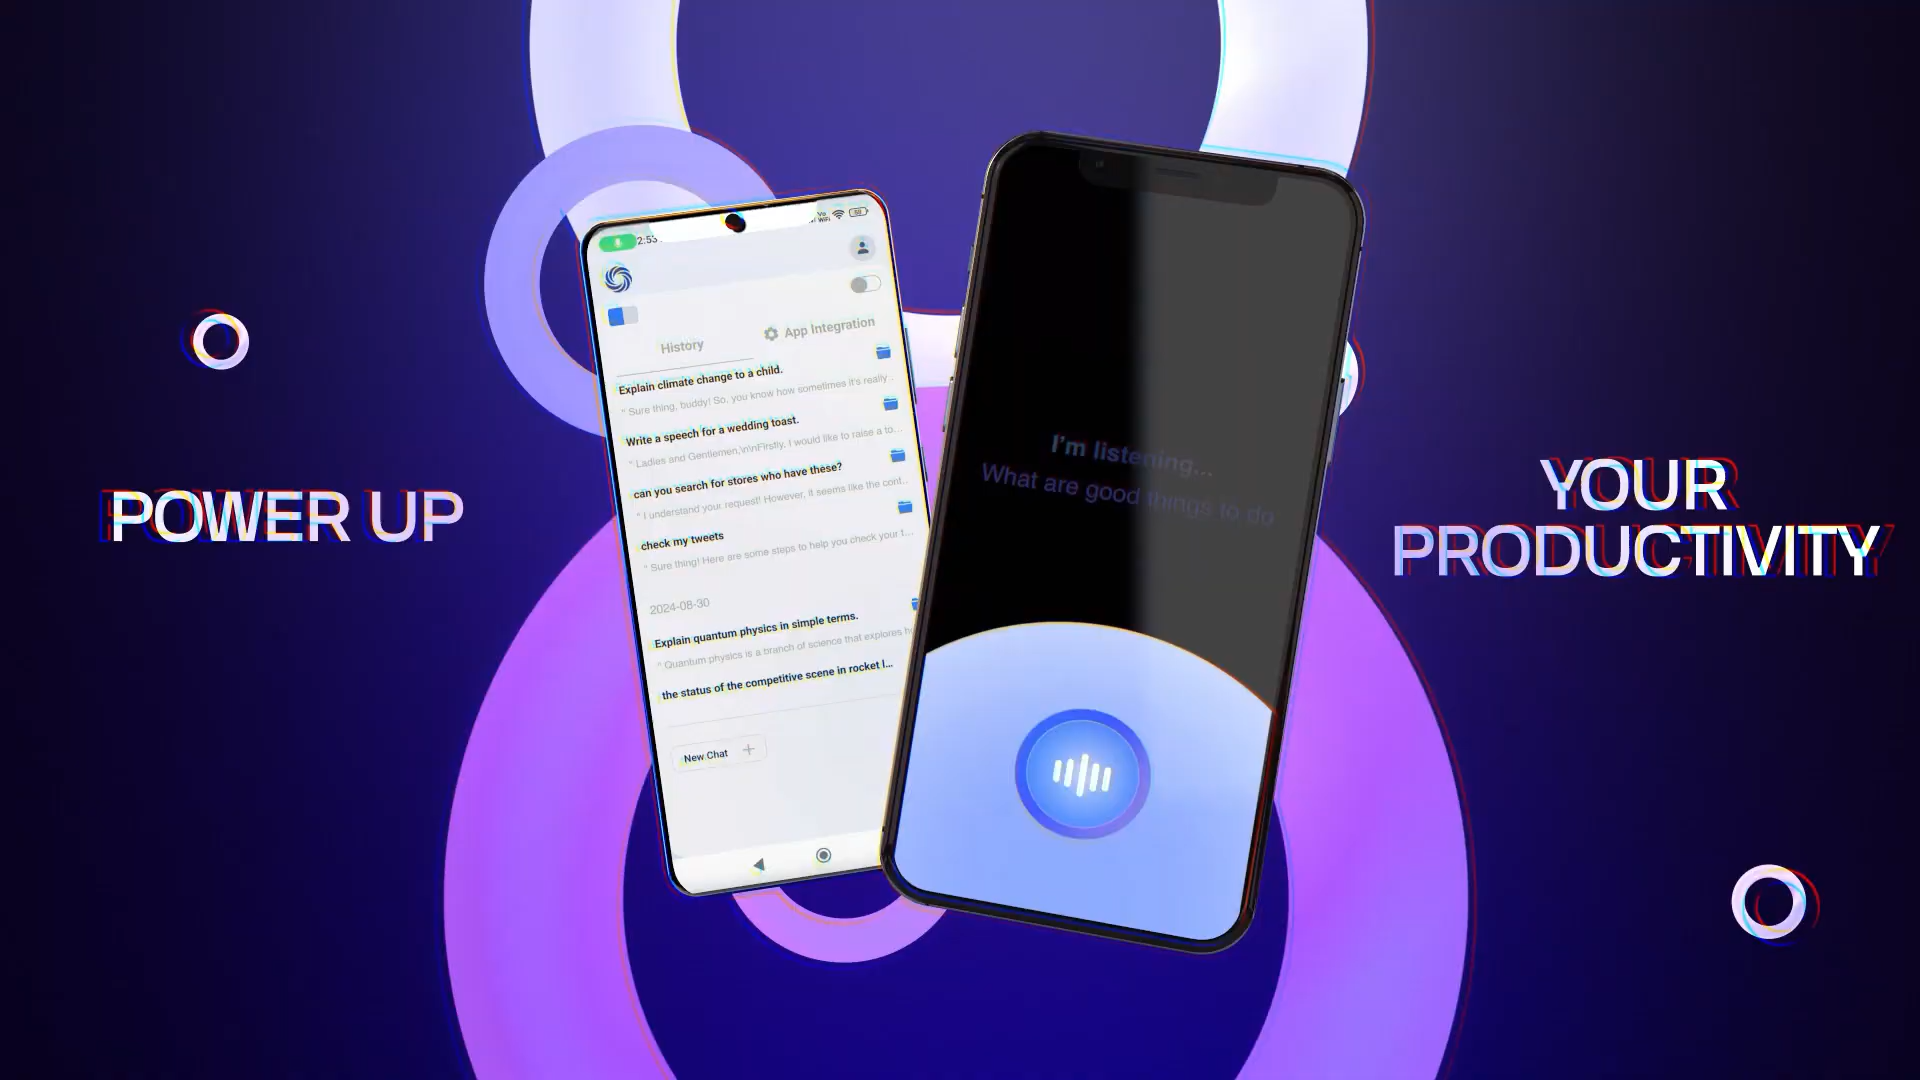 POWER UP
YOUR
PRODUCTIVITY
2:53
Vo
WiFi
History
App Integration
Explain climate change to a child.
" Sure thing, buddy! So, you know how sometimes it's really .
Write a speech for a wedding toast.
" Ladies and Gentlemen,\n\nFirstly, I would like to raise a to...
can you search for stores who have these?
" I understand your request! However, it seems like the cont..
check my tweets
" Sure thing! Here are some steps to help you check your t...
2024-08-30
Explain quantum physics in simple terms.
" Quantum physics is a branch of science that explores
the status of the competitive scene in rocket l...
New Chat
I'm listening...
What are good things to do